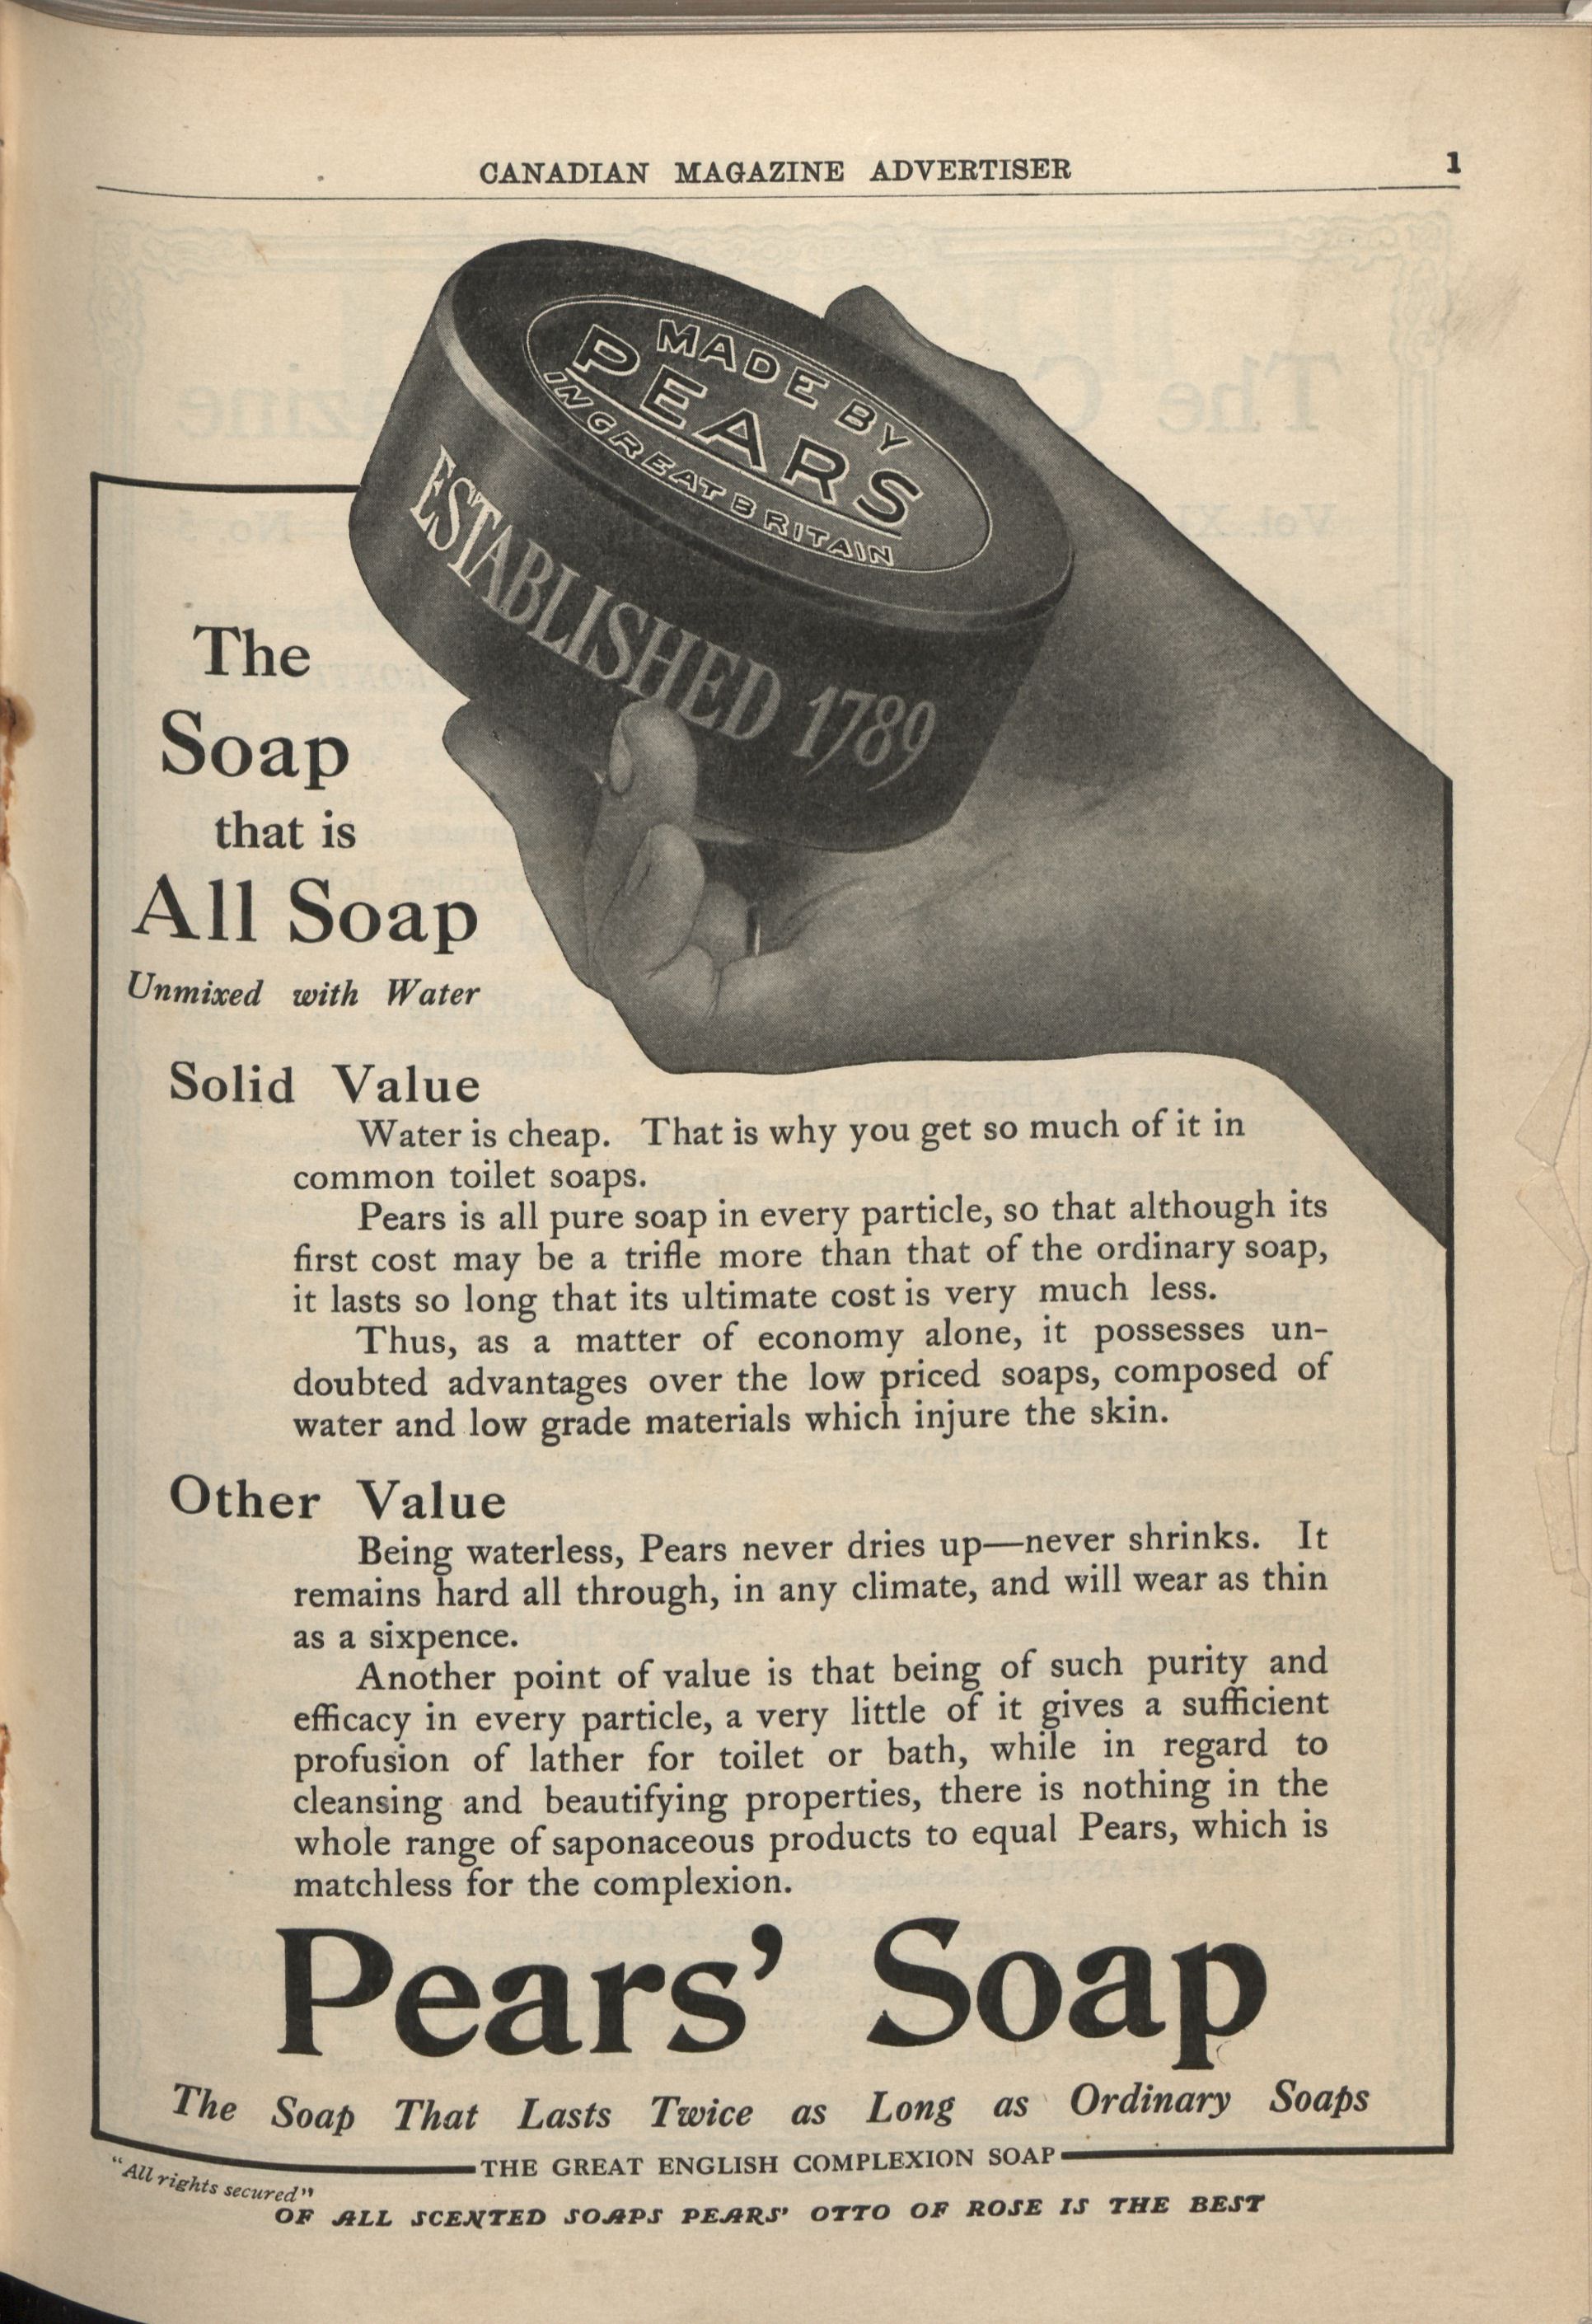 CANADIAN MAGAZINE ADVERTISER 1
MADE BY
PEARS
IN GREAT BRITAIN
ESTABLISHED 1789
The
Soap
that is
All Soap
Unmixed with Water
Solid Value
Water is cheap. That is why you get so much of it in
common toilet soaps.
Pears is all pure soap in every particle, so that although its
first cost may be a trifle more than that of the ordinary soap,
it lasts so long that its ultimate cost is very much less.
Thus, as a matter of economy alone, it possesses un-
doubted advantages over the low priced soaps, composed of
water and low grade materials which injure the skin.
Other Value
Being waterless, Pears never dries up—never shrinks. It
remains hard all through, in any climate, and will wear as thin
as a sixpence.
Another point of value is that being of such purity and
efficacy in every particle, a very little of it gives a sufficient
profusion of lather for toilet or bath, while in regard to
cleansing and beautifying properties, there is nothing in the
whole range of saponaceous products to equal Pears, which is
matchless for the complexion.
Pears' Soap
The Soap That Lasts Twice as Long as Ordinary Soaps
THE GREAT ENGLISH COMPLEXION SOAP
"All rights secured"
OF ALL SCENTED SOAPS PEARS' OTTO OF ROSE IS THE BEST